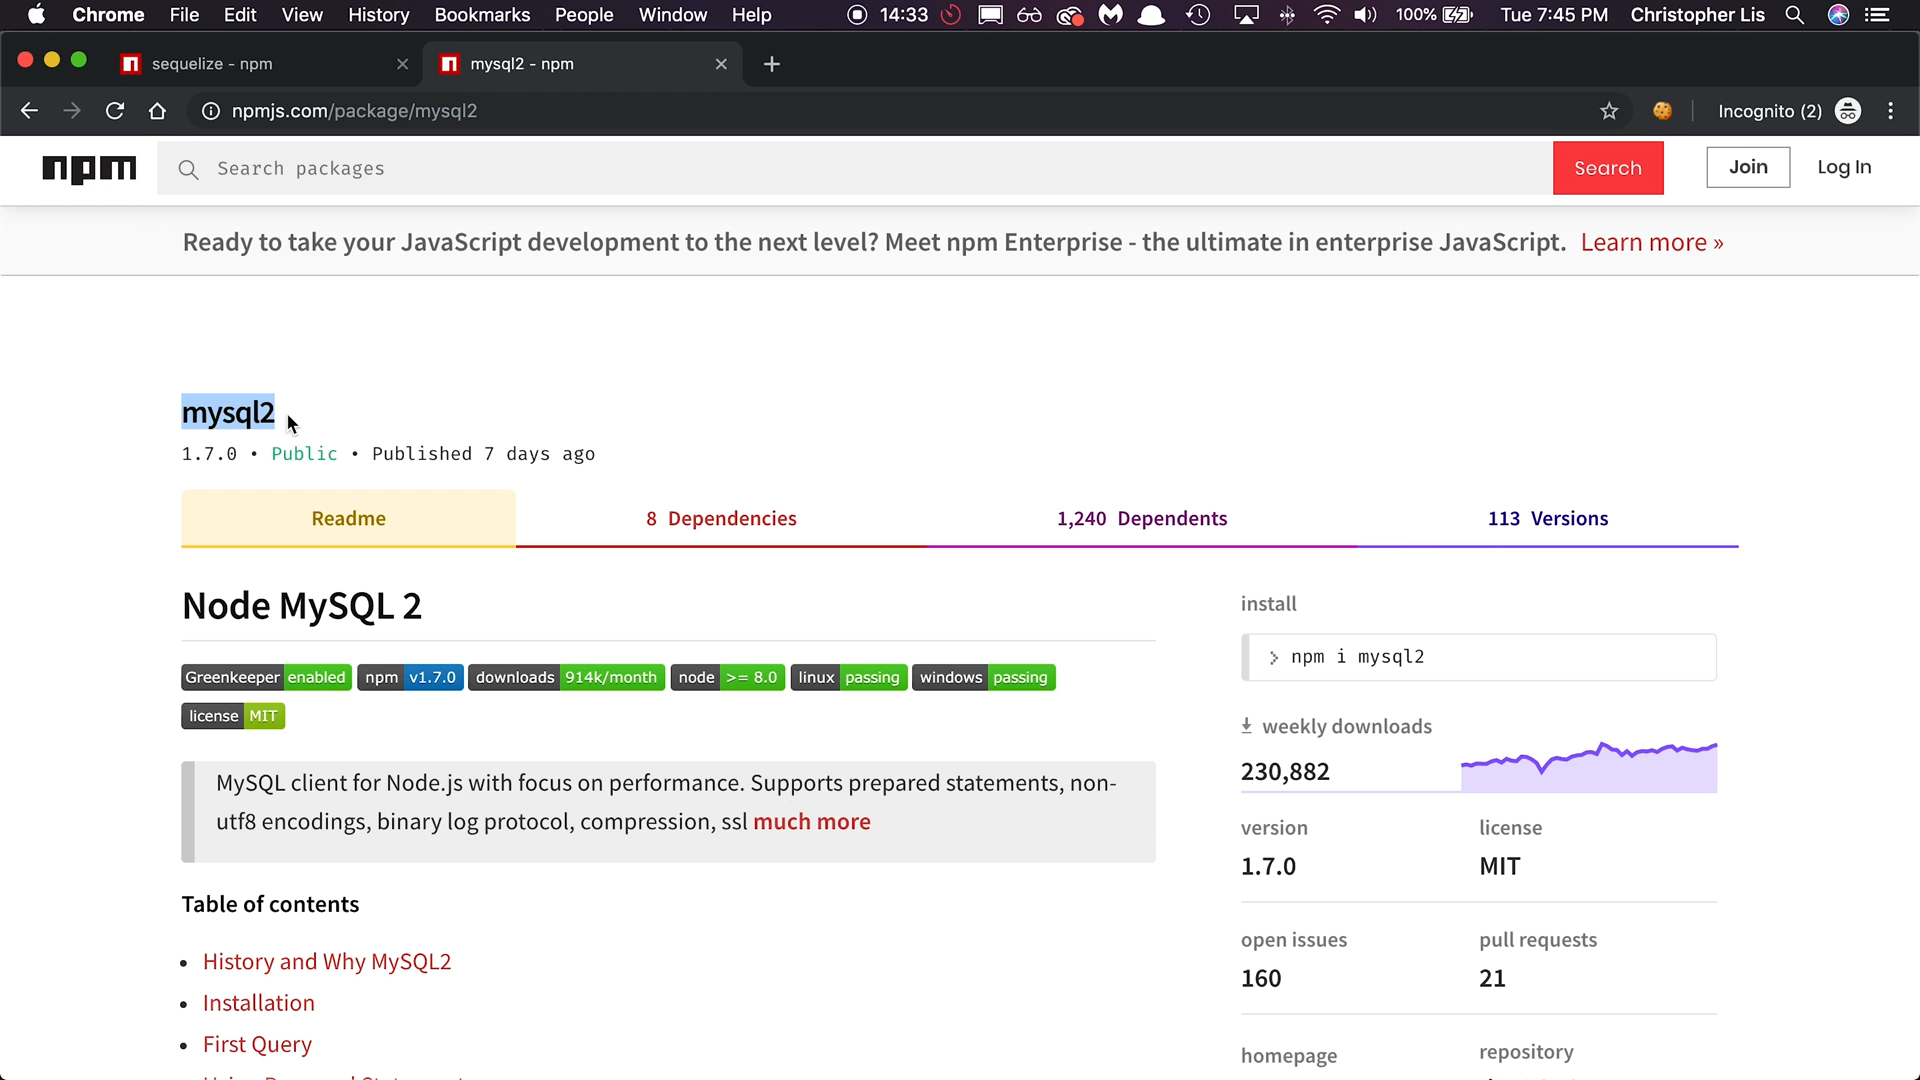 Chrome File Edit View History Bookmarks People Window Help 14:33 100% Tue 7:45 PM Christopher Lis
sequelize - npm
mysql2 - npm
npmjs.com/package/mysql2
Incognito (2)
npm
Search packages
Search
Join
Log In
Ready to take your JavaScript development to the next level? Meet npm Enterprise - the ultimate in enterprise JavaScript. Learn more »
mysql2
1.7.0 • Public • Published 7 days ago
Readme
8 Dependencies
1,240 Dependents
113 Versions
Node MySQL 2
Greenkeeper enabled npm v1.7.0 downloads 914k/month node >= 8.0 linux passing windows passing
license MIT
MySQL client for Node.js with focus on performance. Supports prepared statements, non-
utf8 encodings, binary log protocol, compression, ssl much more
Table of contents
• History and Why MySQL2
• Installation
• First Query
install
npm i mysql2
weekly downloads
230,882
version
license
1.7.0
MIT
open issues
pull requests
160
21
homepage
repository